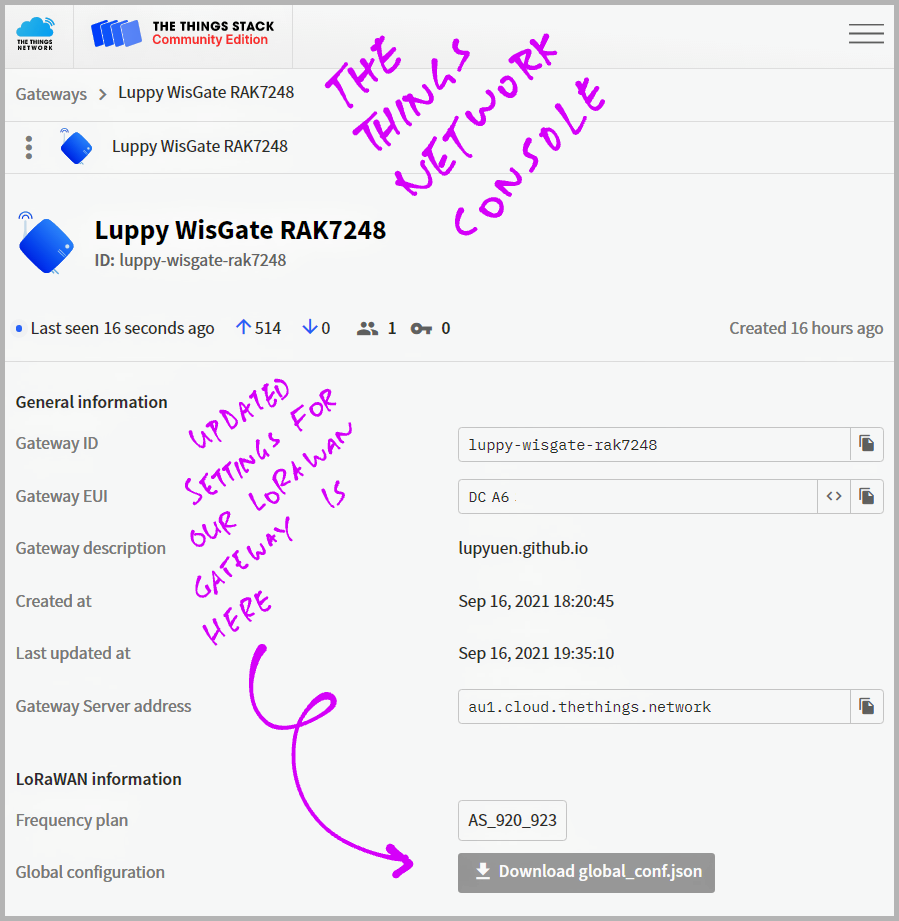 THE THINGS NETWORK
THE THINGS STACK
Community Edition
THE
THINGS
NETWORK
CONSOLE
Gateways > Luppy WisGate RAK7248
Luppy WisGate RAK7248
Luppy WisGate RAK7248
ID: luppy-wisgate-rak7248
Last seen 16 seconds ago ↑ 514 ↓ 0 1 0 Created 16 hours ago
UPDATED
SETTINGS FOR
OUR LORAWAN
GATEWAY IS
HERE
General information
Gateway ID luppy-wisgate-rak7248
Gateway EUI DC A6 <>
Gateway description lupyuen.github.io
Created at Sep 16, 2021 18:20:45
Last updated at Sep 16, 2021 19:35:10
Gateway Server address au1.cloud.thethings.network
LoRaWAN information
Frequency plan AS_920_923
Global configuration Download global_conf.json